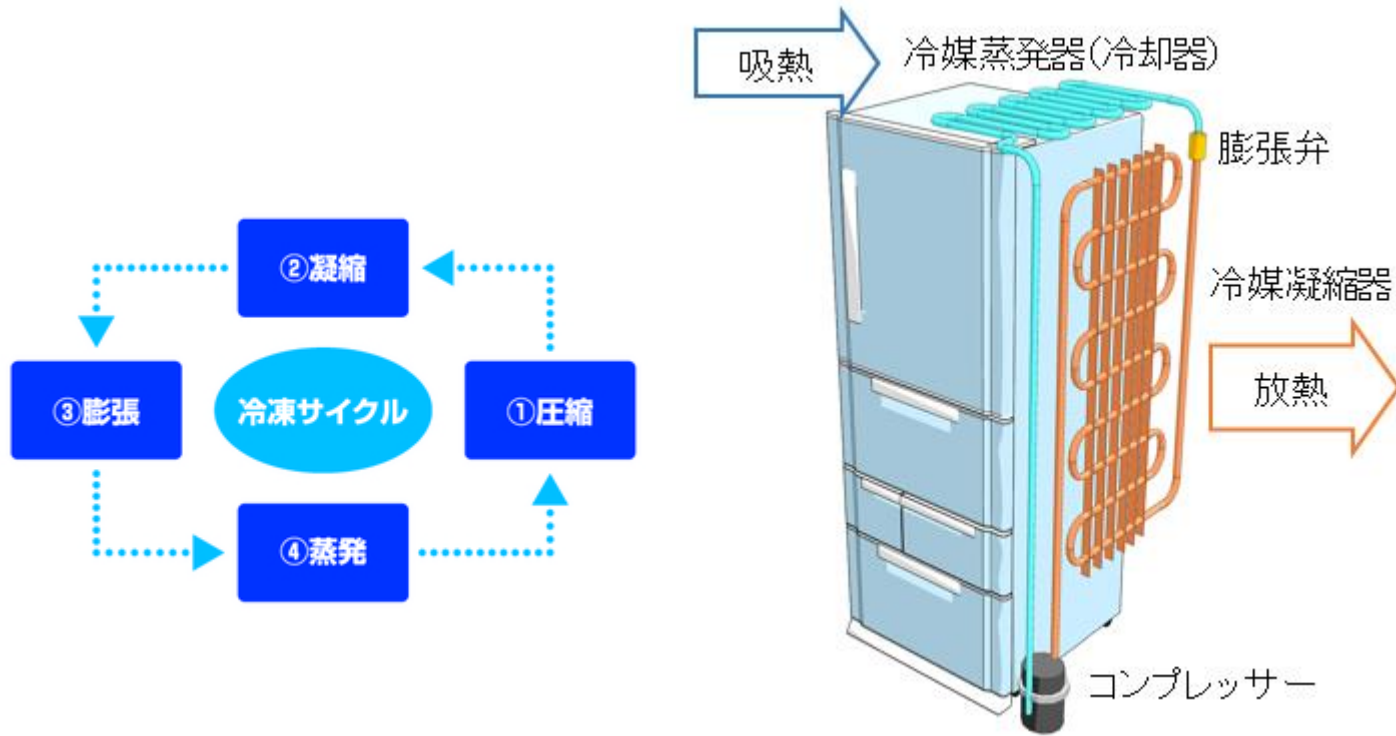 ②凝縮
③膨張
冷凍サイクル
①圧縮
④蒸発
吸熱
冷媒蒸発器(冷却器)
膨張弁
冷媒凝縮器
放熱
コンプレッサー